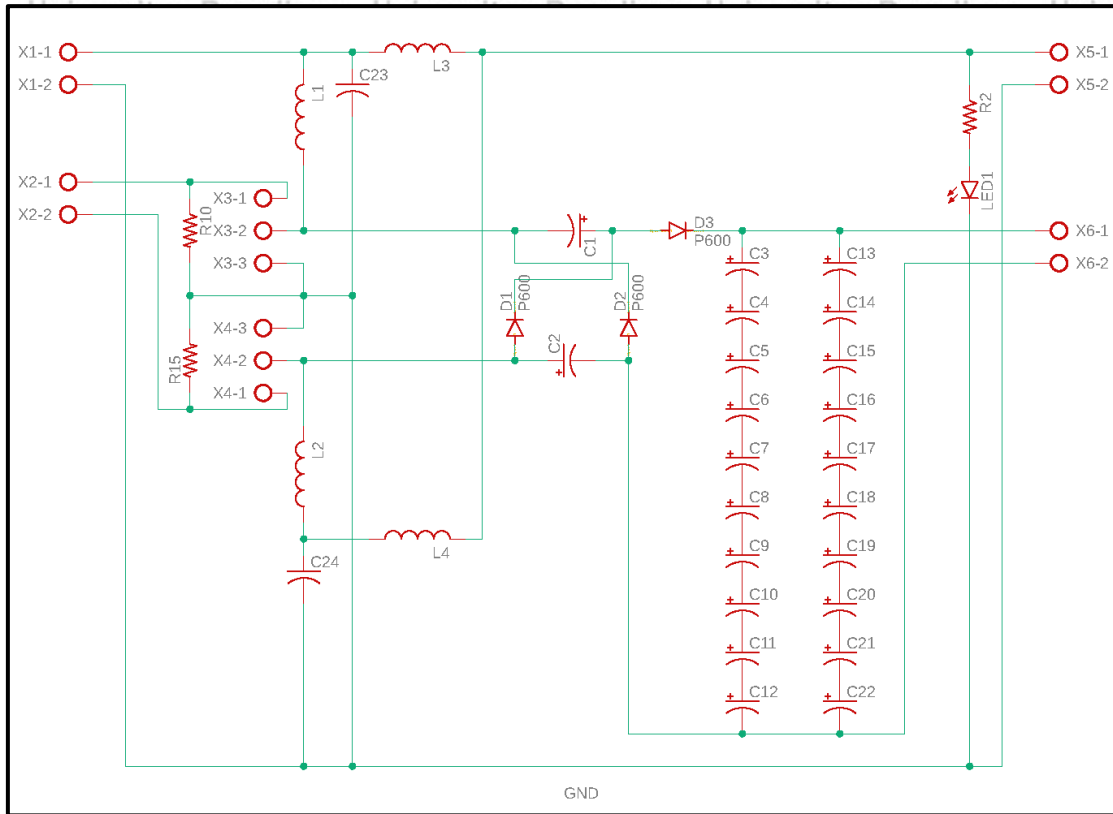 X1-1
X1-2
X2-1
X2-2
X3-1
X3-2
X3-3
X4-3
X4-2
X4-1
R10
R15
L1
C23
L3
L2
C24
L4
C1
D1
P600
D2
P600
C2
D3
P600
C3
C4
C5
C6
C7
C8
C9
C10
C11
C12
C13
C14
C15
C16
C17
C18
C19
C20
C21
C22
R2
LED1
X5-1
X5-2
X6-1
X6-2
GND